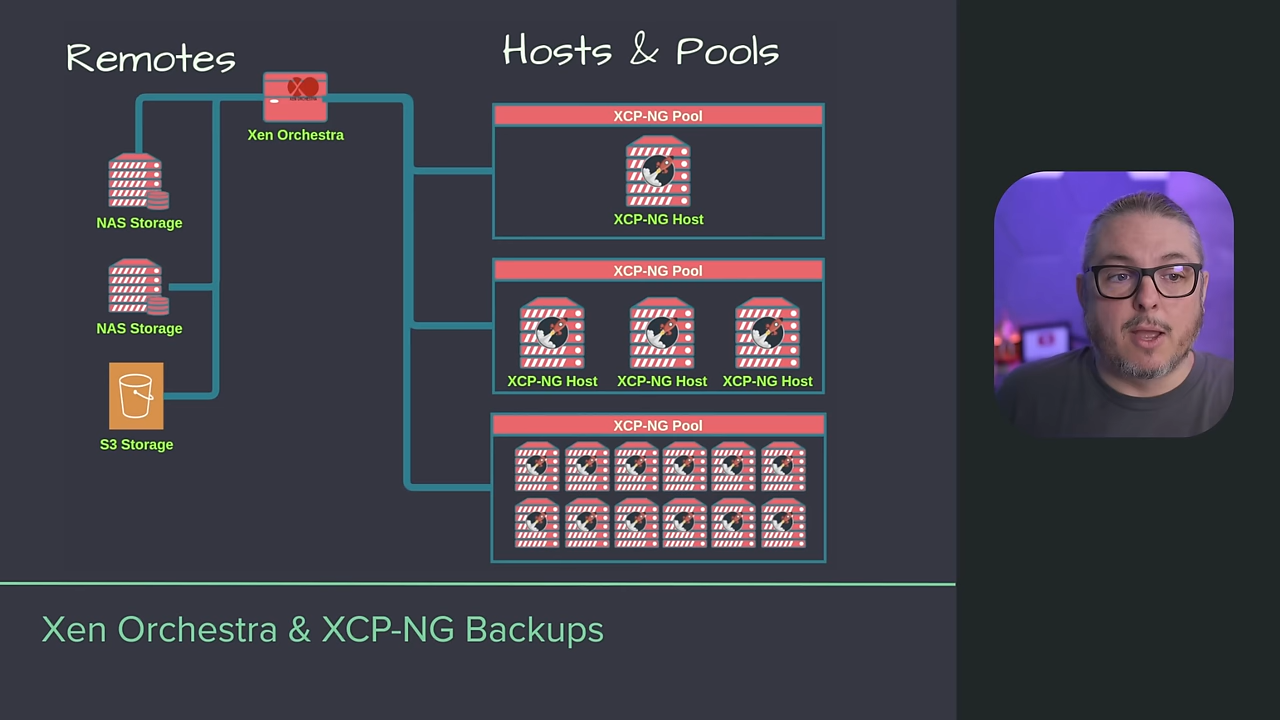 Remotes
Hosts & Pools
Xen Orchestra
NAS Storage
NAS Storage
S3 Storage
XCP-NG Pool
XCP-NG Host
XCP-NG Pool
XCP-NG Host XCP-NG Host XCP-NG Host
XCP-NG Pool
Xen Orchestra & XCP-NG Backups